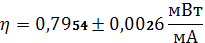 η = 0,7954 ± 0,0026 мВт/мА